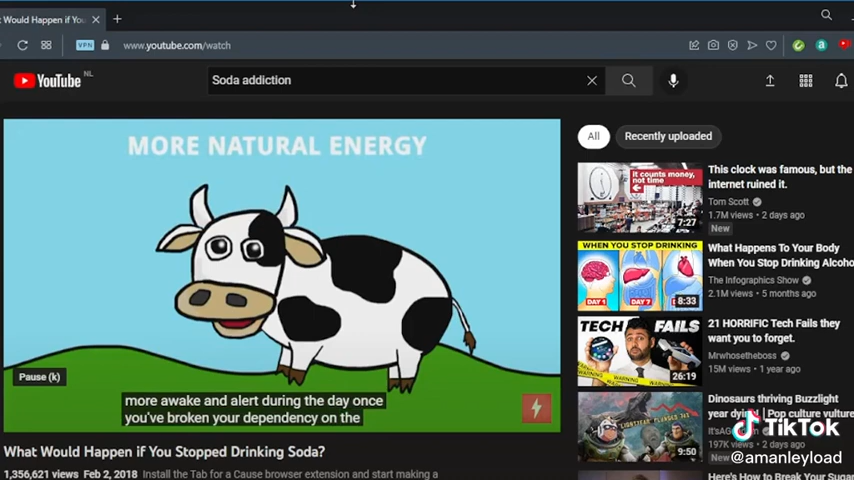 t Would Happen if You
VPN
www.youtube.com/watch
YouTube NL
Soda addiction
MORE NATURAL ENERGY
Pause (k)
more awake and alert during the day once
you've broken your dependency on the
What Would Happen if You Stopped Drinking Soda?
1,356,621 views Feb 2, 2018 Install the Tab for a Cause browser extension and start making a
All
Recently uploaded
it counts money,
not time
7:27
This clock was famous, but the
internet ruined it.
Tom Scott
1.7M views • 2 days ago
New
WHEN YOU STOP DRINKING
DAY 1
DAY 7
8:33
What Happens To Your Body
When You Stop Drinking Alcoho
The Infographics Show
2.1M views • 5 months ago
TECH FAILS
WARNING
26:19
21 HORRIFIC Tech Fails they
want you to forget.
Mrwhosetheboss
15M views • 1 year ago
9:50
Dinosaurs thriving Buzzlight
year dying | Pop culture vulture
It'sAG
197K views • 2 days ago
New
Here's How to Break Your Sugar
TikTok
@amanleyload